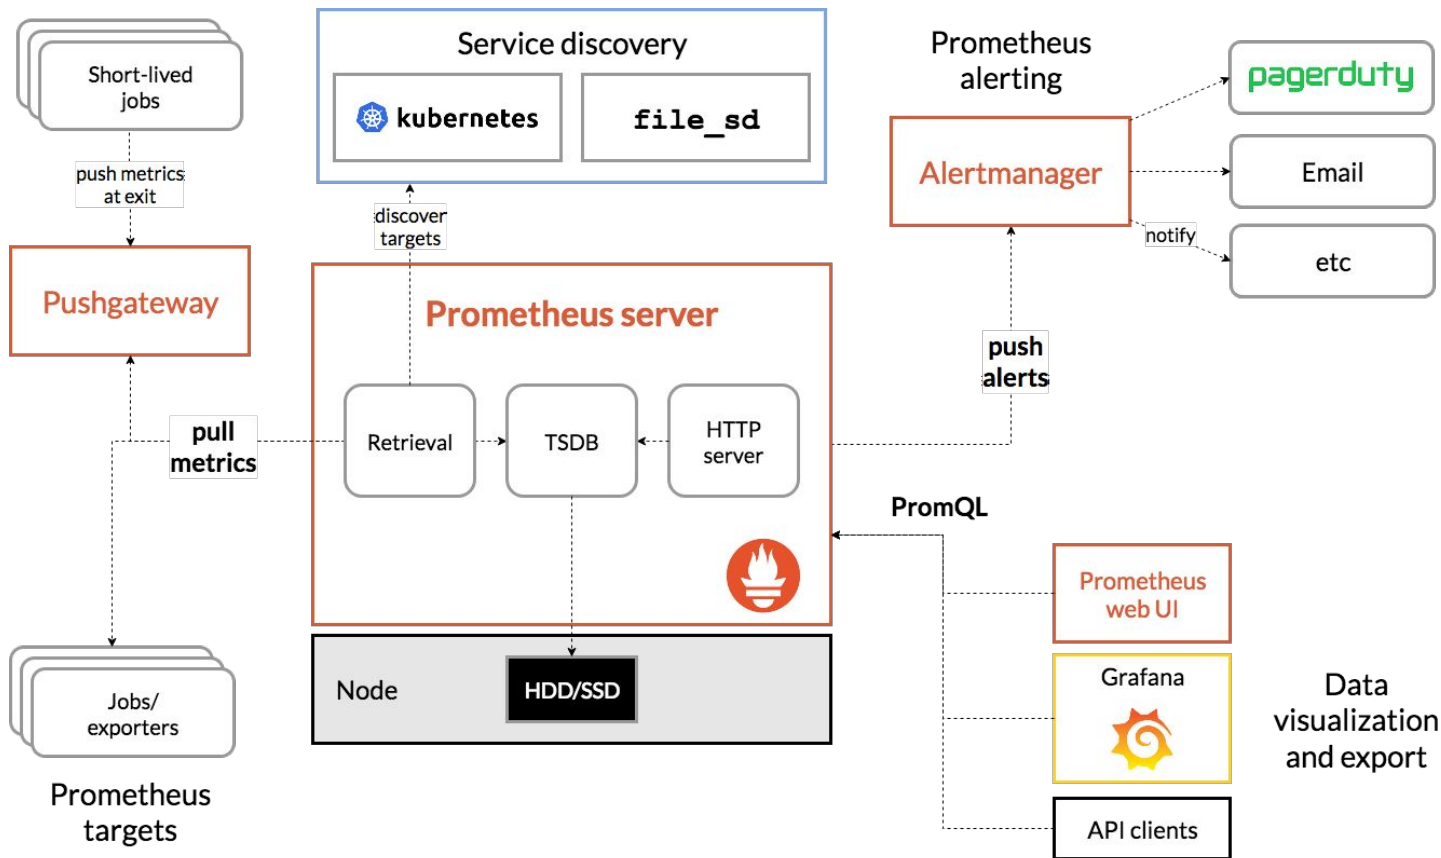 Short-lived
jobs
push metrics
at exit
Pushgateway
pull
metrics
Jobs/
exporters
Prometheus
targets
Service discovery
kubernetes
file_sd
discover
targets
Prometheus server
Retrieval
TSDB
HTTP
server
Node
HDD/SSD
Prometheus
alerting
Alertmanager
pagerduty
Email
etc
notify
push
alerts
PromQL
Prometheus
web UI
Grafana
API clients
Data
visualization
and export